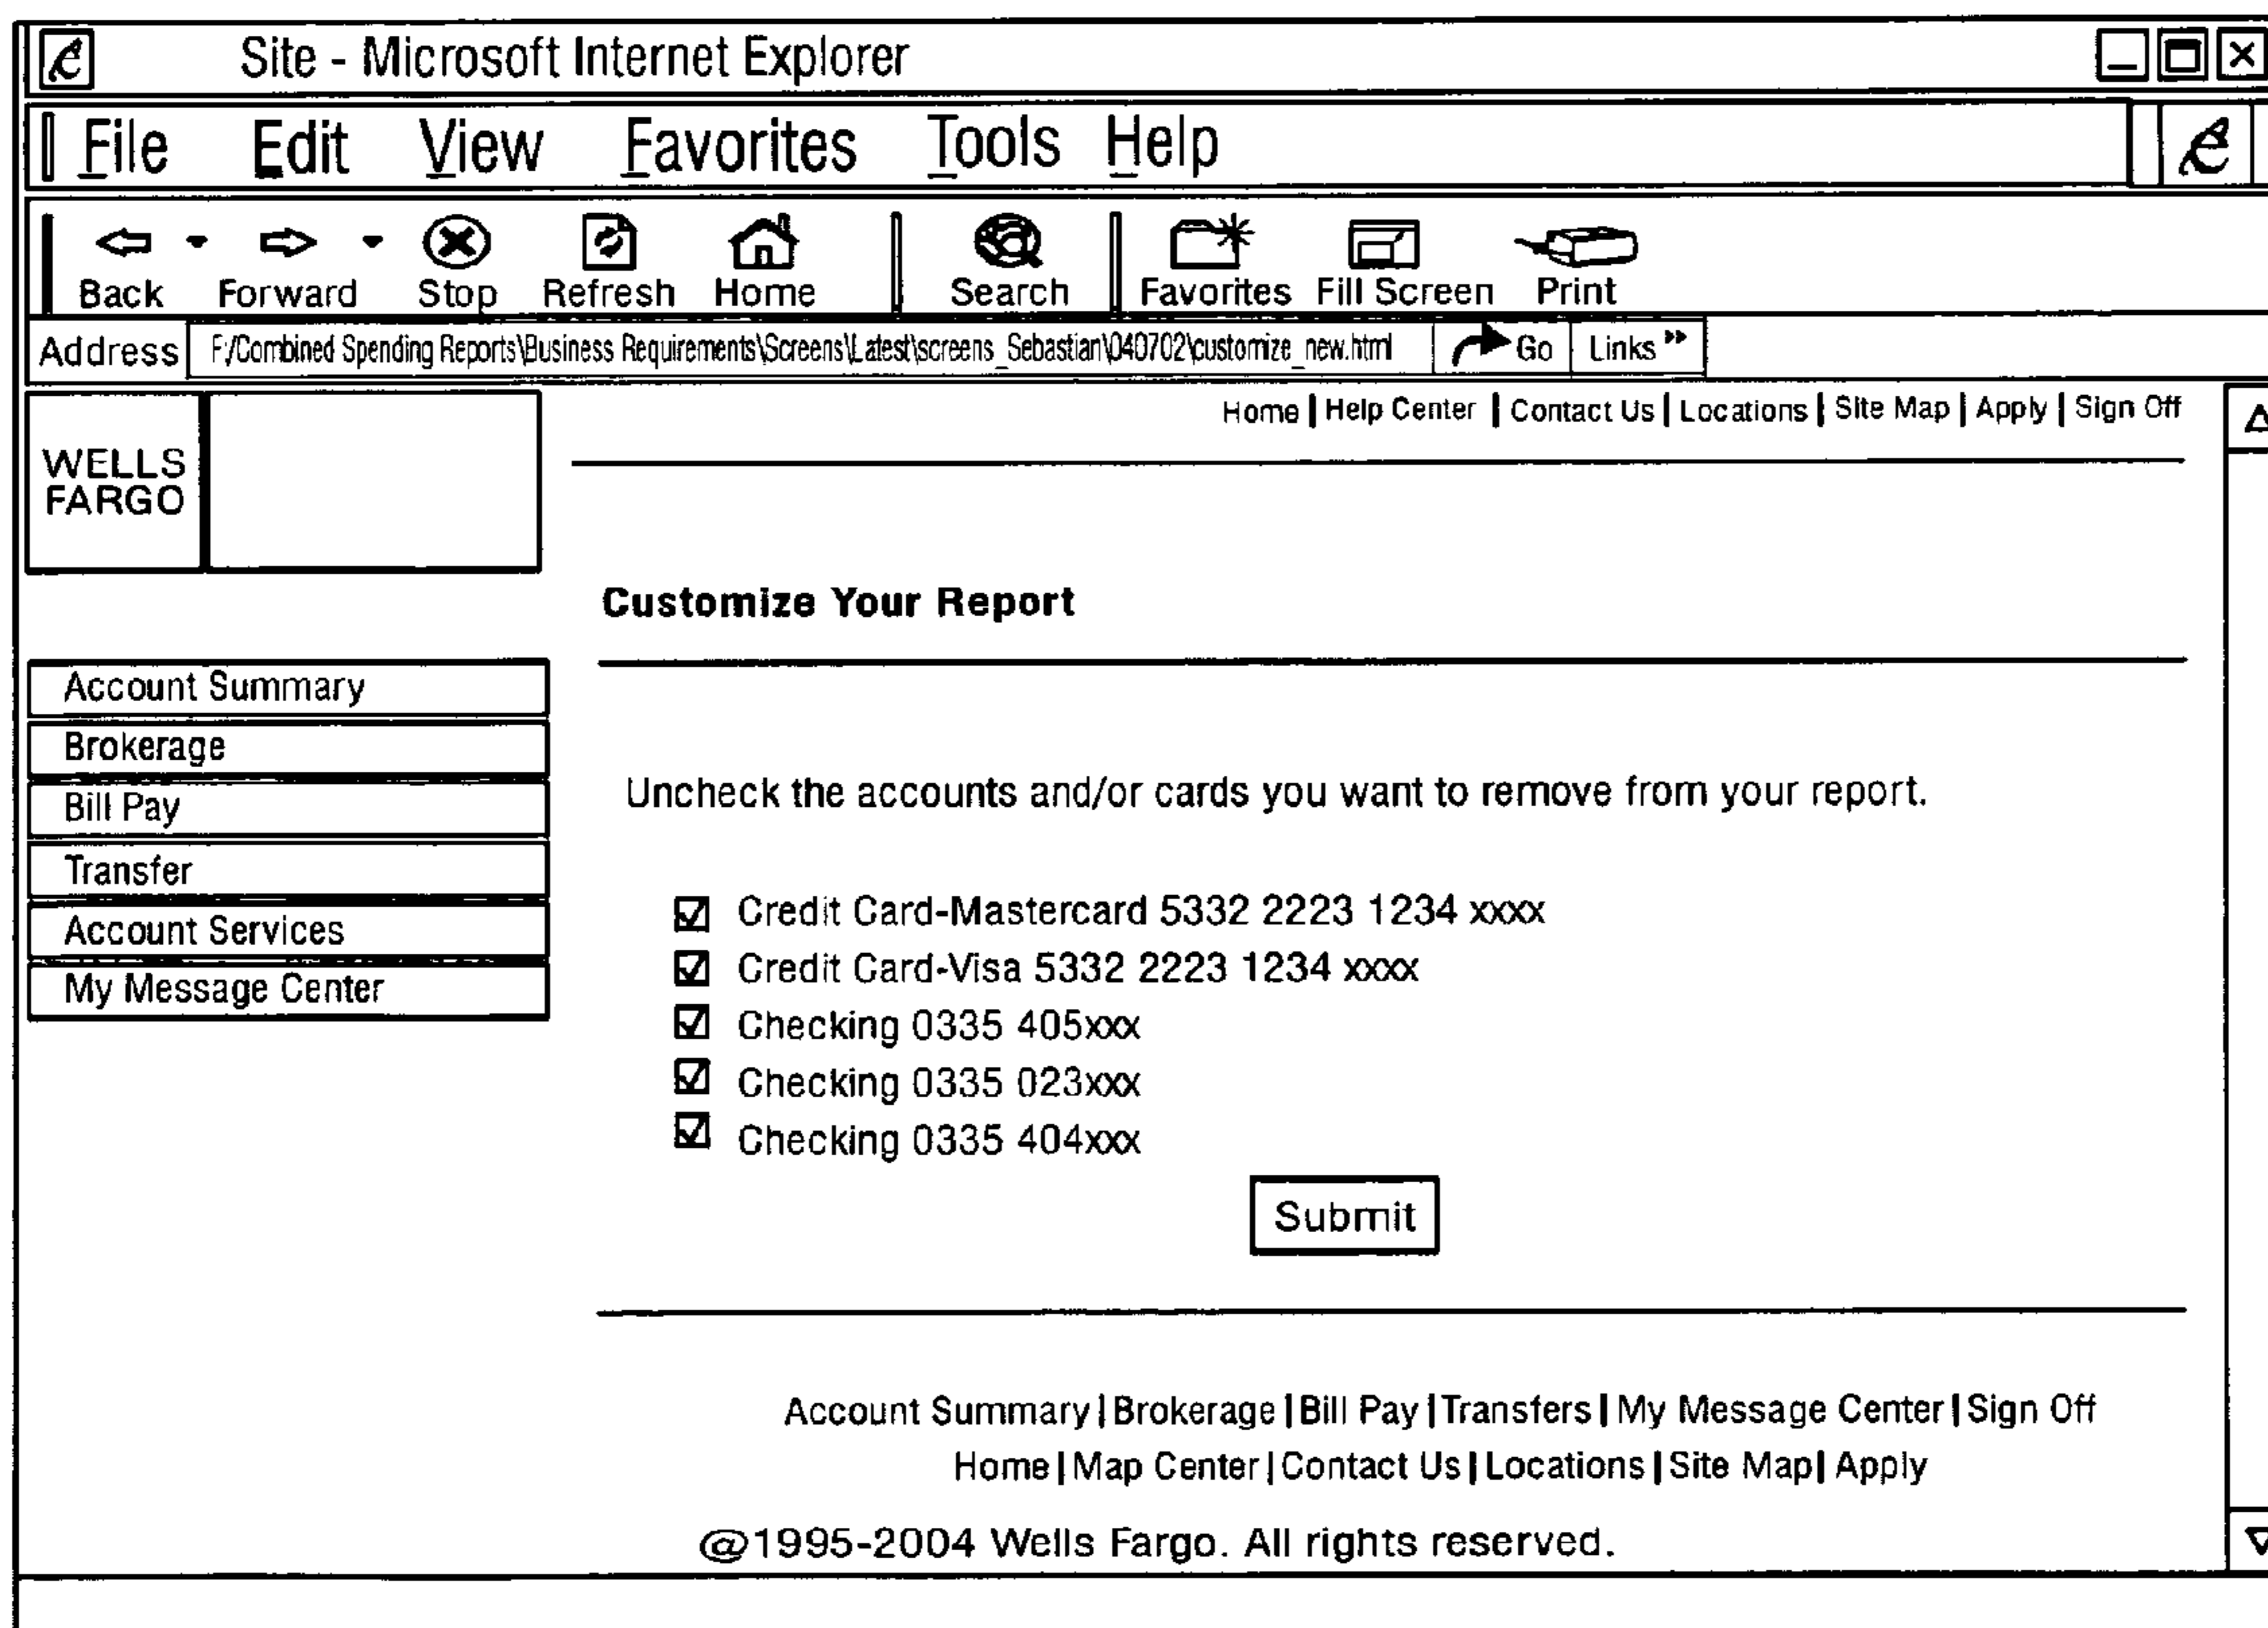 Site - Microsoft Internet Explorer
File Edit View Favorites Tools Help
Back Forward Stop Refresh Home Search Favorites Fill Screen Print
Address F:/Combined Spending Reports\Business Requirements\Screens\Latest\screens_Sebastian\040702\customize_new.html Go Links »
Home | Help Center | Contact Us | Locations | Site Map | Apply | Sign Off
WELLS
FARGO
Customize Your Report
Account Summary
Brokerage
Bill Pay
Transfer
Account Services
My Message Center
Uncheck the accounts and/or cards you want to remove from your report.
Credit Card-Mastercard 5332 2223 1234 xxxx
Credit Card-Visa 5332 2223 1234 xxxx
Checking 0335 405xxx
Checking 0335 023xxx
Checking 0335 404xxx
Submit
Account Summary | Brokerage | Bill Pay | Transfers | My Message Center | Sign Off
Home | Map Center | Contact Us | Locations | Site Map | Apply
@1995-2004 Wells Fargo. All rights reserved.